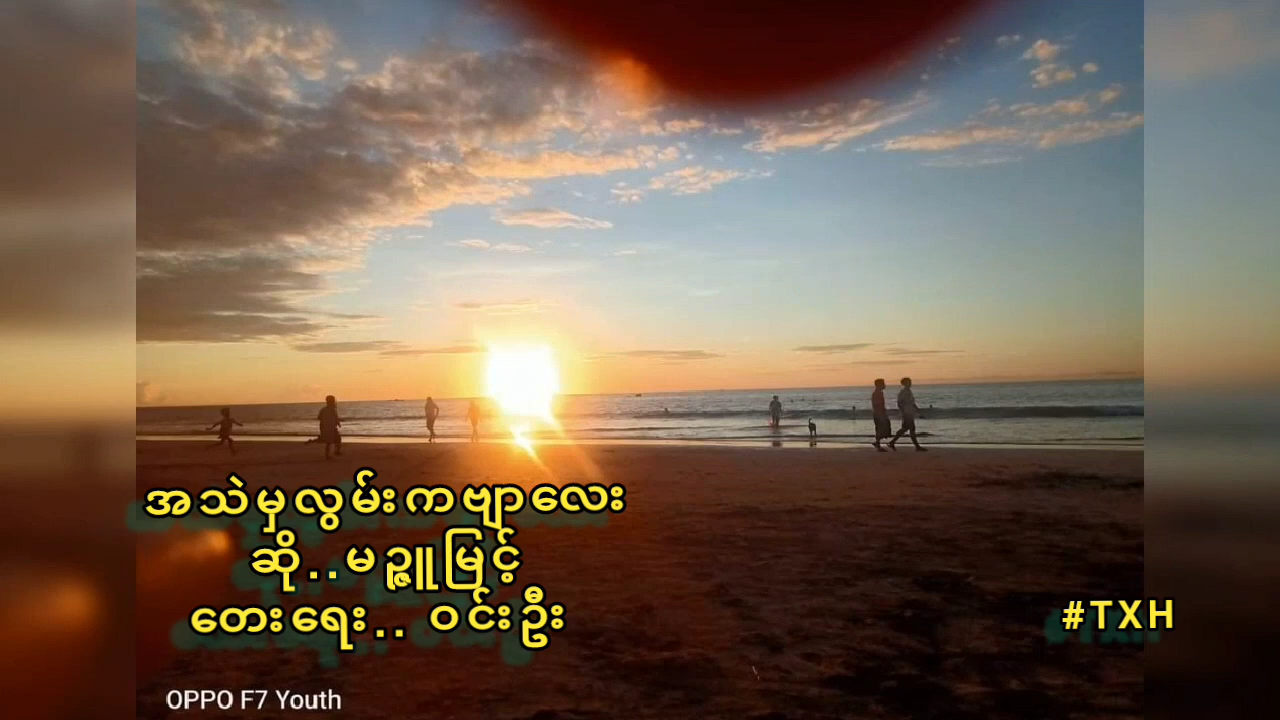 အသဲမှလွမ်းကဗျာလေး
ဆို..မဉ္ဇူမြင့်
တေးရေး.. ဝင်းဦး
#TXH
OPPO F7 Youth